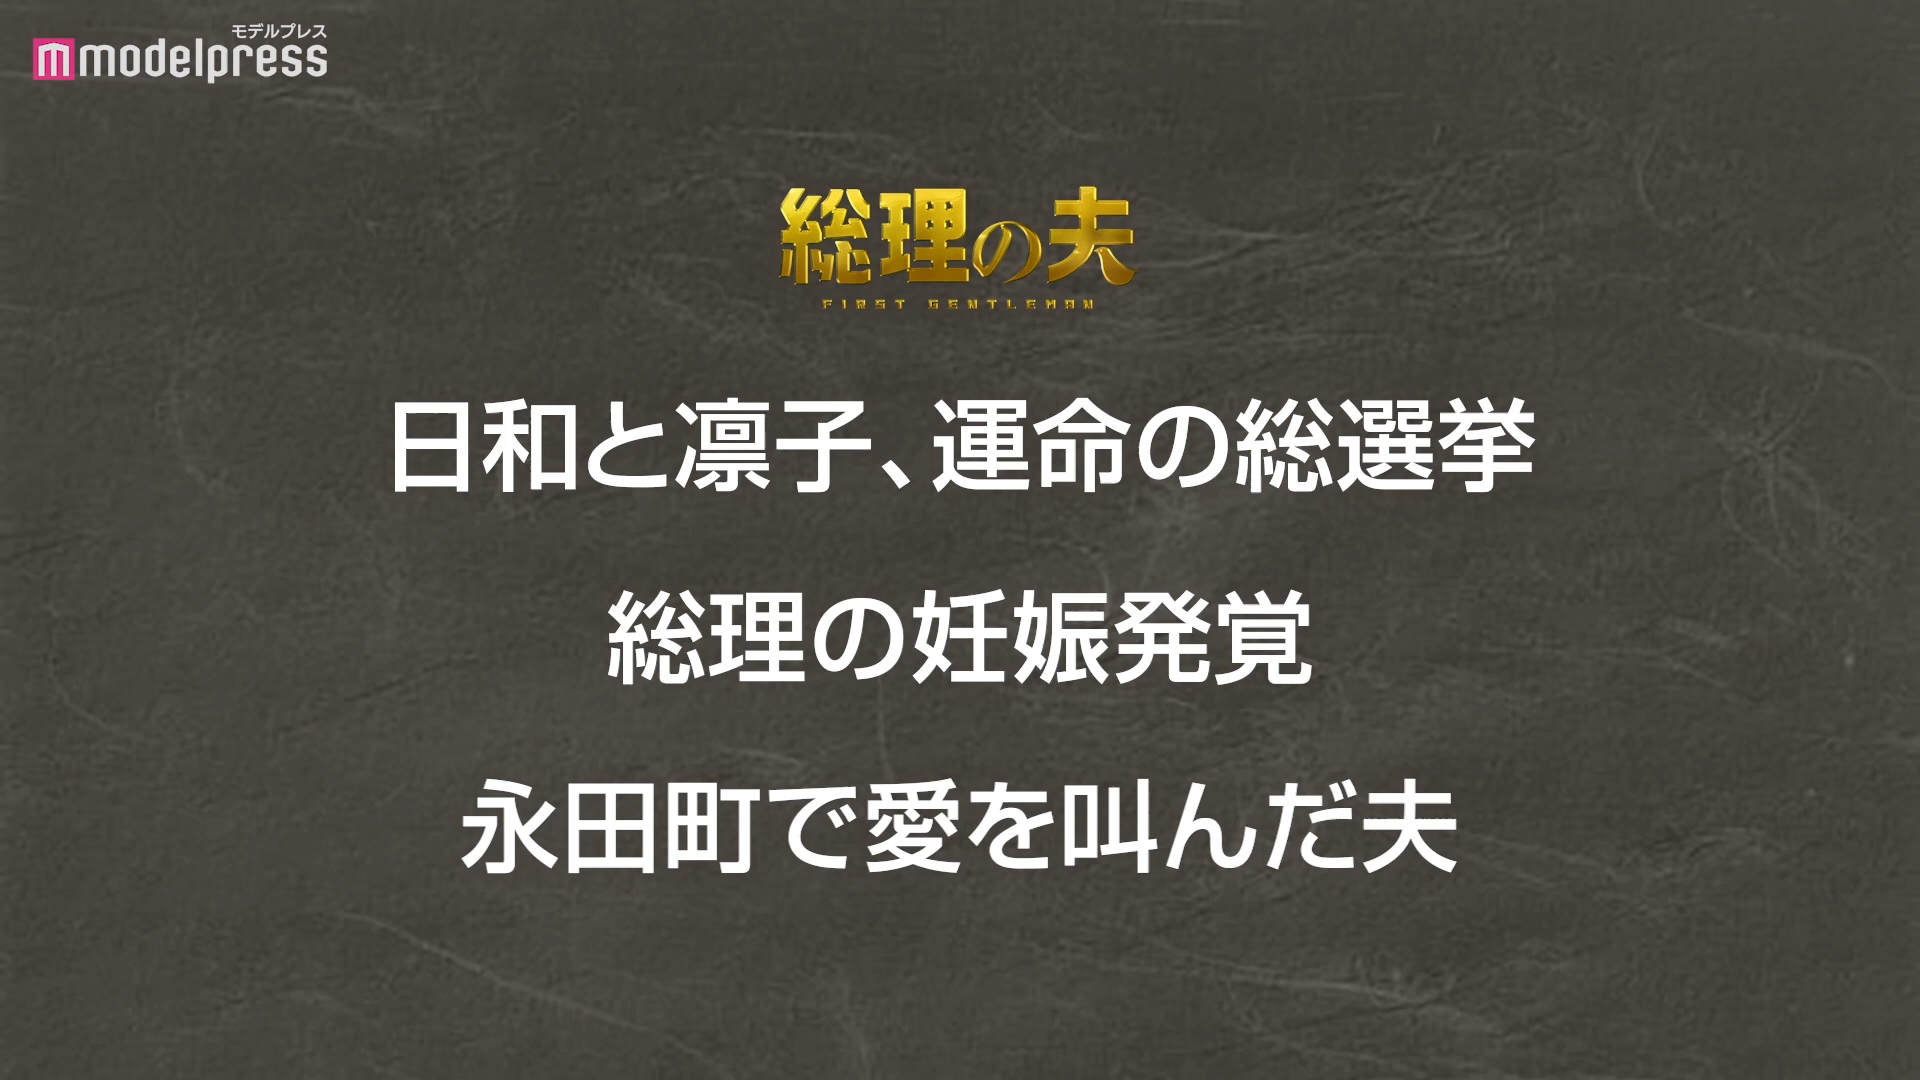 モデルプレス
modelpress
総理の夫
FIRST GENTLEMAN
日和と凛子、運命の総選挙
総理の妊娠発覚
永田町で愛を叫んだ夫